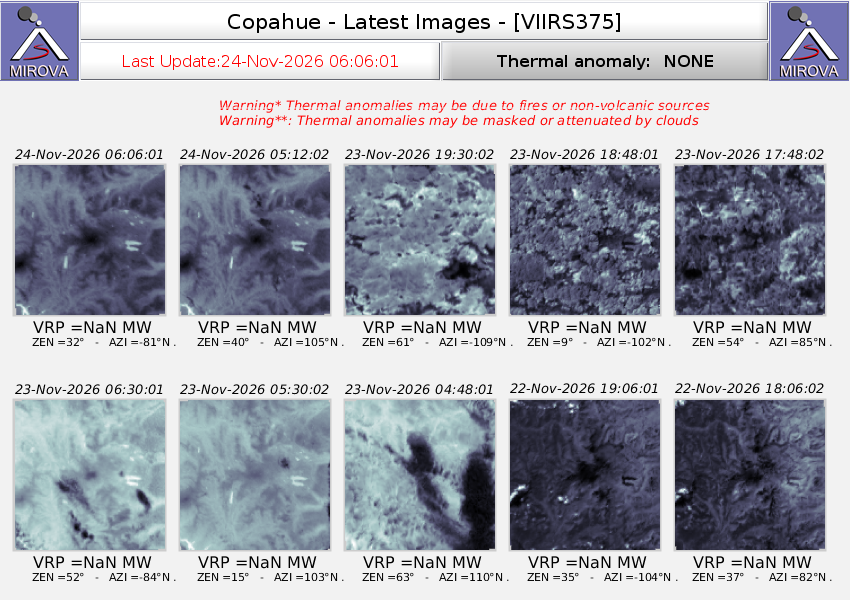 Copahue - Latest Images - [VIIRS375]
MIROVA
Last Update:24-Nov-2026 06:06:01
Thermal anomaly: NONE
MIROVA
Warning* Thermal anomalies may be due to fires or non-volcanic sources
Warning**: Thermal anomalies may be masked or attenuated by clouds
24-Nov-2026 06:06:01 24-Nov-2026 05:12:02 23-Nov-2026 19:30:02 23-Nov-2026 18:48:01 23-Nov-2026 17:48:02
VRP =NaN MW VRP =NaN MW VRP =NaN MW VRP =NaN MW VRP =NaN MW
ZEN =32° - AZI =-81°N . ZEN =40° - AZI =105°N . ZEN =61° - AZI =-109°N . ZEN =9° - AZI =-102°N . ZEN =54° - AZI =85°N .
23-Nov-2026 06:30:01 23-Nov-2026 05:30:02 23-Nov-2026 04:48:01 22-Nov-2026 19:06:01 22-Nov-2026 18:06:02
VRP =NaN MW VRP =NaN MW VRP =NaN MW VRP =NaN MW VRP =NaN MW
ZEN =52° - AZI =-84°N . ZEN =15° - AZI =103°N . ZEN =63° - AZI =110°N . ZEN =35° - AZI =-104°N . ZEN =37° - AZI =82°N .